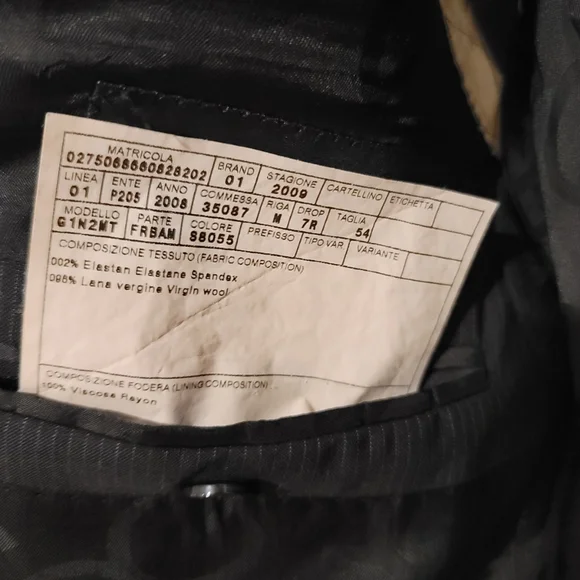 MATRICOLA BRAND STAGIONE CARTELLINO ETICHETTA
0275068660628202 01 2009
LINEA ENTE ANNO COMMESSA RIGA DROP TAGLIA
01 P205 2008 35087 M 7R 54
MODELLO PARTE COLORE PREFISSO TIPO VAR VARIANTE
G1N2MT FRBAM S8055
COMPOSIZIONE TESSUTO (FABRIC COMPOSITION)
002% Elastan Elastane Spandex
098% Lana vergine Virgin wool
COMPOSIZIONE FODERA (LINING COMPOSITION)
100% Viscosa Rayon